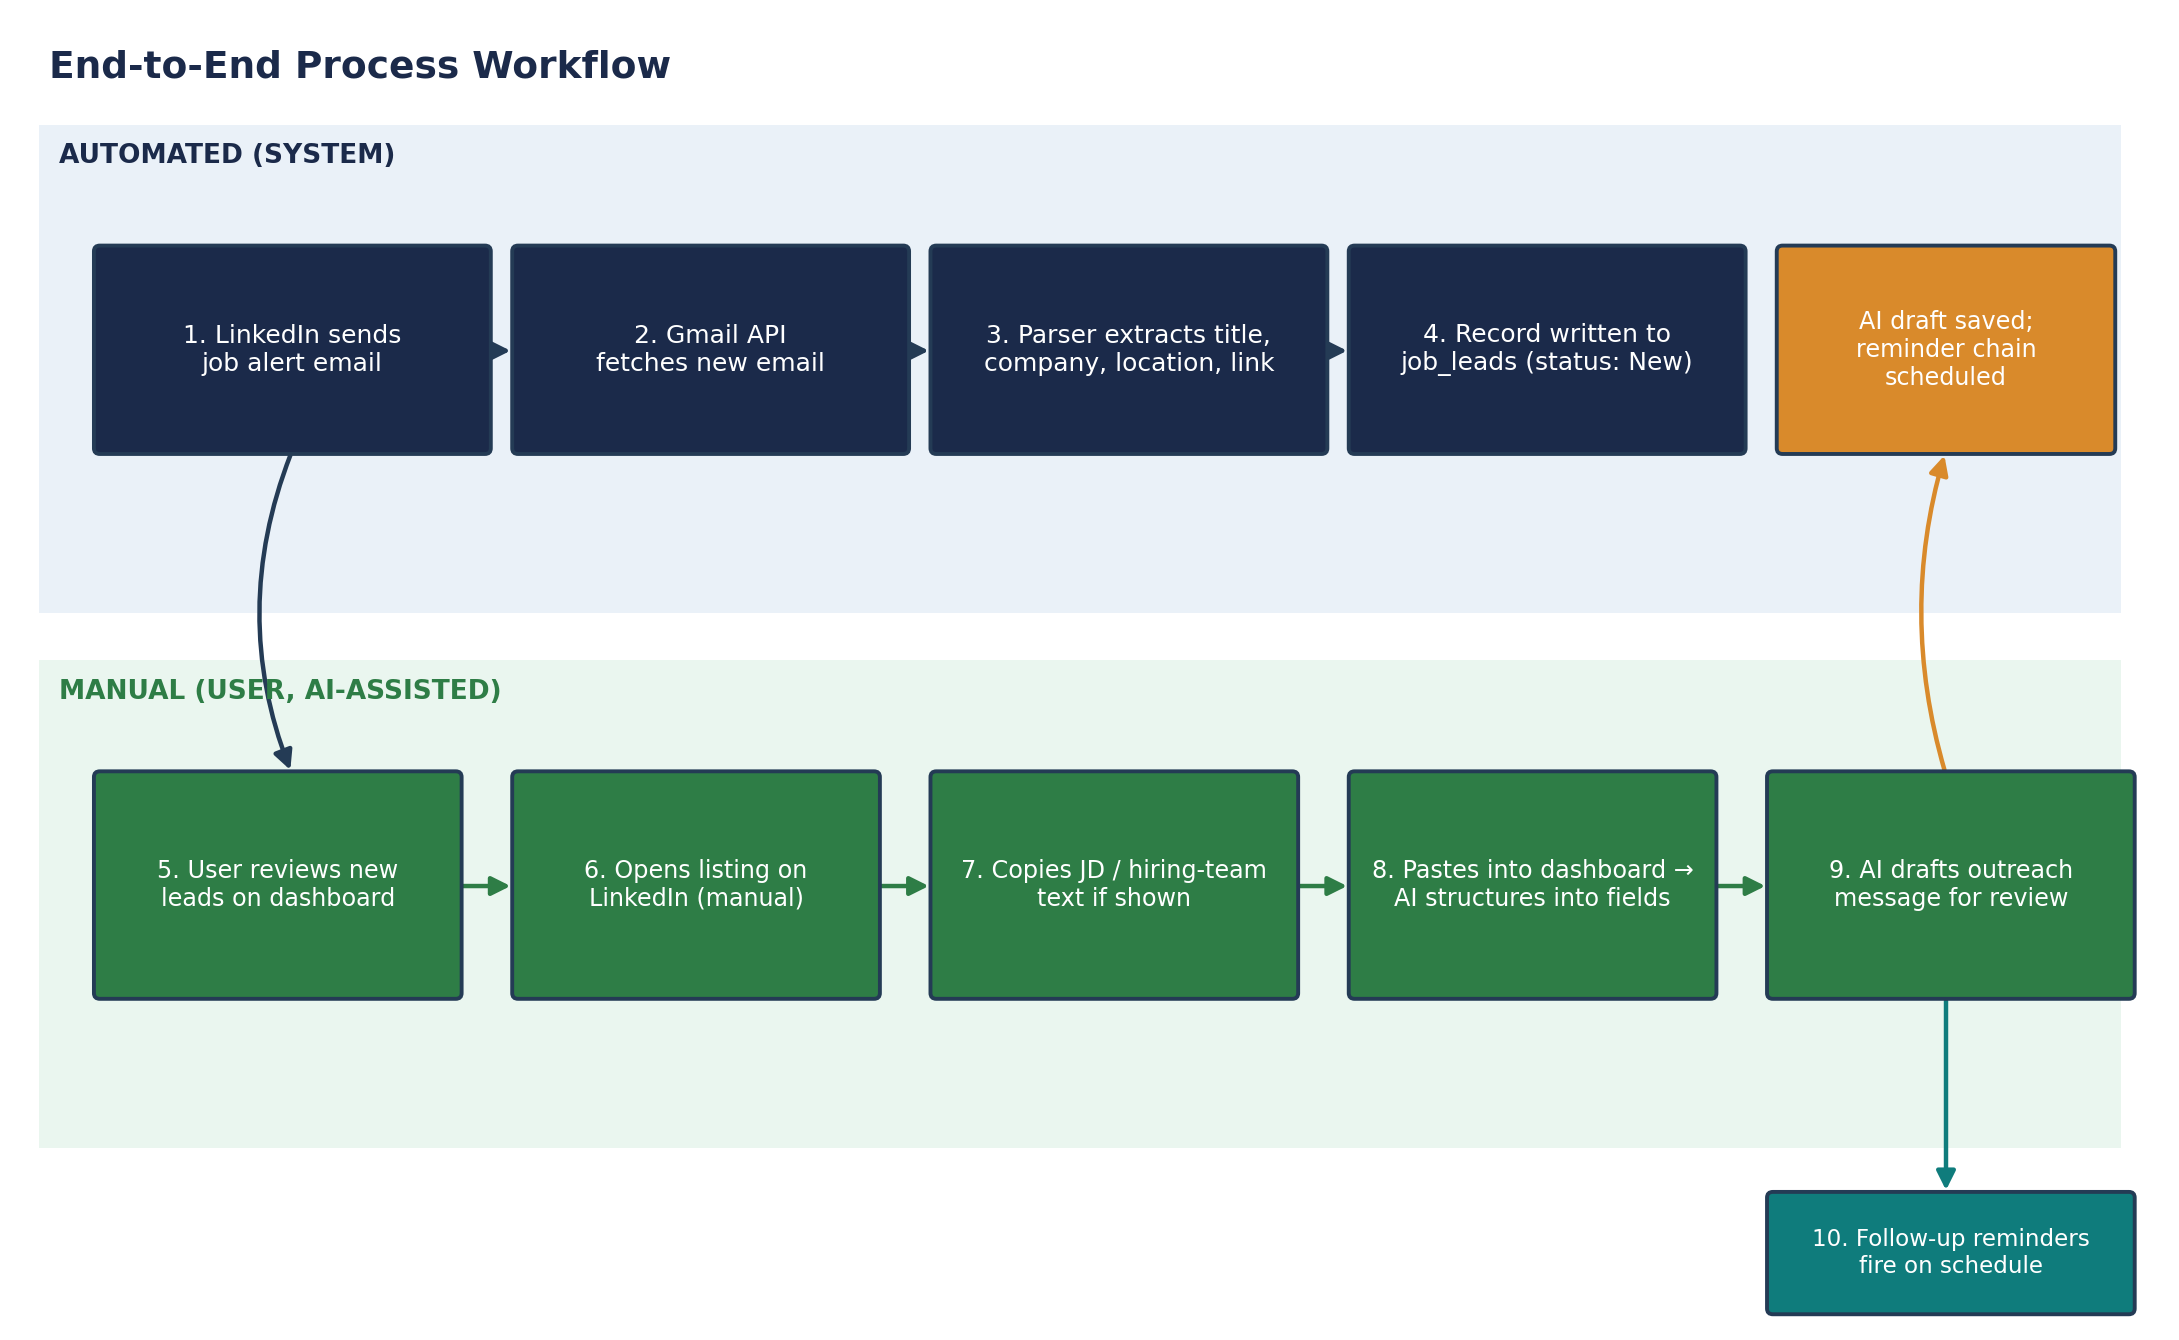 End-to-End Process Workflow
AUTOMATED (SYSTEM)
1. LinkedIn sends
job alert email
2. Gmail API
fetches new email
3. Parser extracts title,
company, location, link
4. Record written to
job_leads (status: New)
AI draft saved;
reminder chain
scheduled
MANUAL (USER, AI-ASSISTED)
5. User reviews new
leads on dashboard
6. Opens listing on
LinkedIn (manual)
7. Copies JD / hiring-team
text if shown
8. Pastes into dashboard →
AI structures into fields
9. AI drafts outreach
message for review
10. Follow-up reminders
fire on schedule